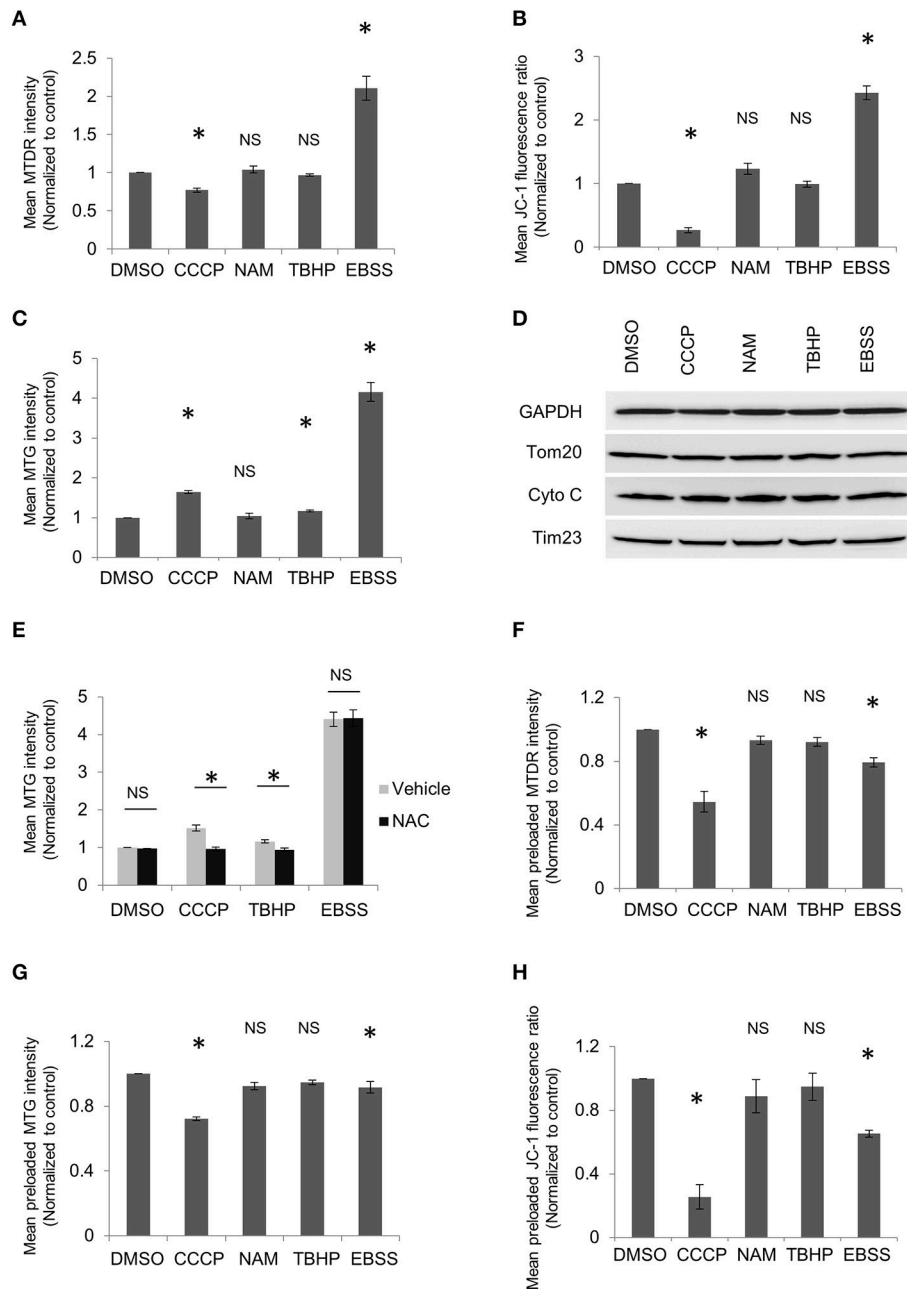 A
Mean MTDR intensity
(Normalized to control)
2.5
2
1.5
1
0.5
0
*
NS
NS
*
DMSO CCCP NAM TBHP EBSS
B
Mean JC-1 fluorescence ratio
(Normalized to control)
3
2
1
0
*
NS
NS
*
DMSO CCCP NAM TBHP EBSS
C
Mean MTG intensity
(Normalized to control)
5
4
3
2
1
0
*
NS
*
*
DMSO CCCP NAM TBHP EBSS
D
DMSO
CCCP
NAM
TBHP
EBSS
GAPDH
Tom20
Cyto C
Tim23
E
Mean MTG intensity
(Normalized to control)
5
4
3
2
1
0
NS
*
*
NS
Vehicle
NAC
DMSO CCCP TBHP EBSS
F
Mean preloaded MTDR intensity
(Normalized to control)
1.2
0.8
0.4
0
*
NS
NS
*
DMSO CCCP NAM TBHP EBSS
G
Mean preloaded MTG intensity
(Normalized to control)
1.2
0.8
0.4
0
*
NS
NS
*
DMSO CCCP NAM TBHP EBSS
H
Mean preloaded JC-1 fluorescence ratio
(Normalized to control)
1.2
0.8
0.4
0
*
NS
NS
*
DMSO CCCP NAM TBHP EBSS